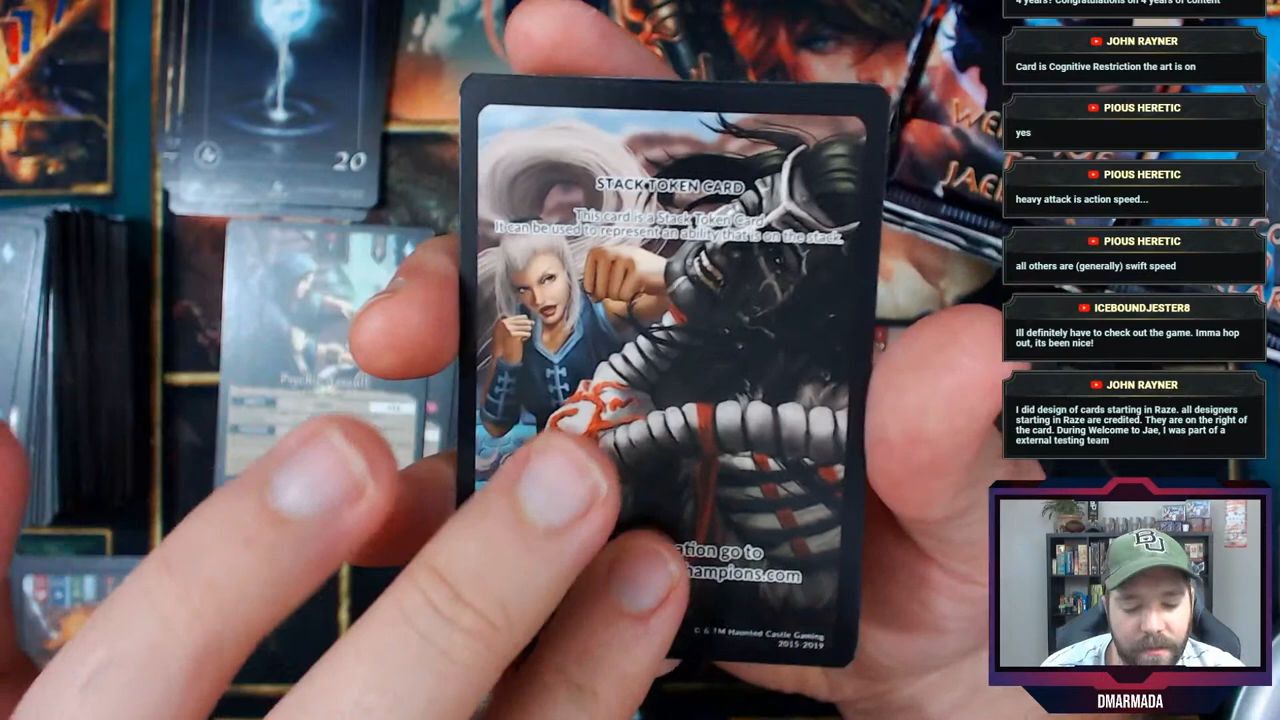 4 years? Congratulations on 4 years of content
JOHN RAYNER
Card is Cognitive Restriction the art is on
PIOUS HERETIC
yes
PIOUS HERETIC
heavy attack is action speed...
PIOUS HERETIC
all others are (generally) swift speed
ICEBOUNDJESTER8
Ill definitely have to check out the game. Imma hop
out, its been nice!
JOHN RAYNER
I did design of cards starting in Raze. all designers
starting in Raze are credited. They are on the right of
the card. During Welcome to Jae, I was part of a
external testing team
20
STACK TOKEN CARD
This card is a Stack Token Card
It can be used to represent an ability that is on the stack.
ation go to
hampions.com
© & TM Haunted Castle Gaming
2015-2019
BU
DMARMADA